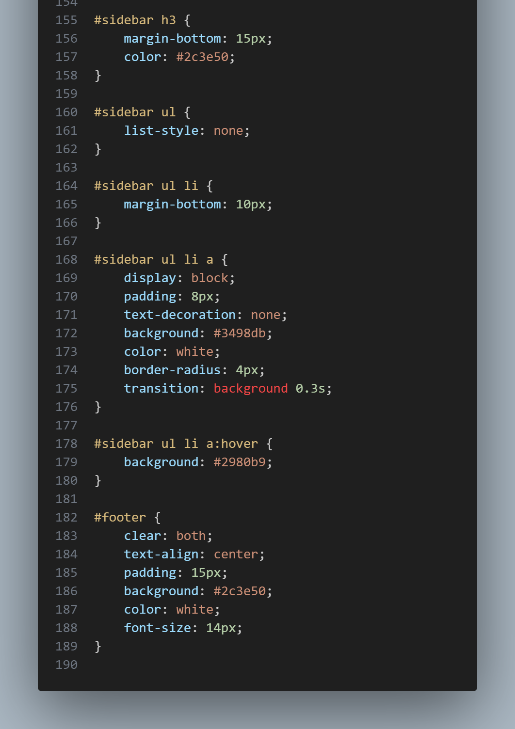 154
155 #sidebar h3 {
156     margin-bottom: 15px;
157     color: #2c3e50;
158 }
159
160 #sidebar ul {
161     list-style: none;
162 }
163
164 #sidebar ul li {
165     margin-bottom: 10px;
166 }
167
168 #sidebar ul li a {
169     display: block;
170     padding: 8px;
171     text-decoration: none;
172     background: #3498db;
173     color: white;
174     border-radius: 4px;
175     transition: background 0.3s;
176 }
177
178 #sidebar ul li a:hover {
179     background: #2980b9;
180 }
181
182 #footer {
183     clear: both;
184     text-align: center;
185     padding: 15px;
186     background: #2c3e50;
187     color: white;
188     font-size: 14px;
189 }
190